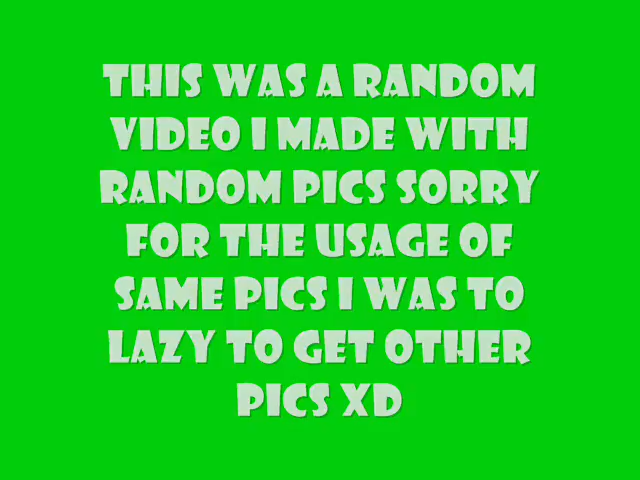 THIS WAS A RANDOM
VIDEO I MADE WITH
RANDOM PICS SORRY
FOR THE USAGE OF
SAME PICS I WAS TO
LAZY TO GET OTHER
PICS XD